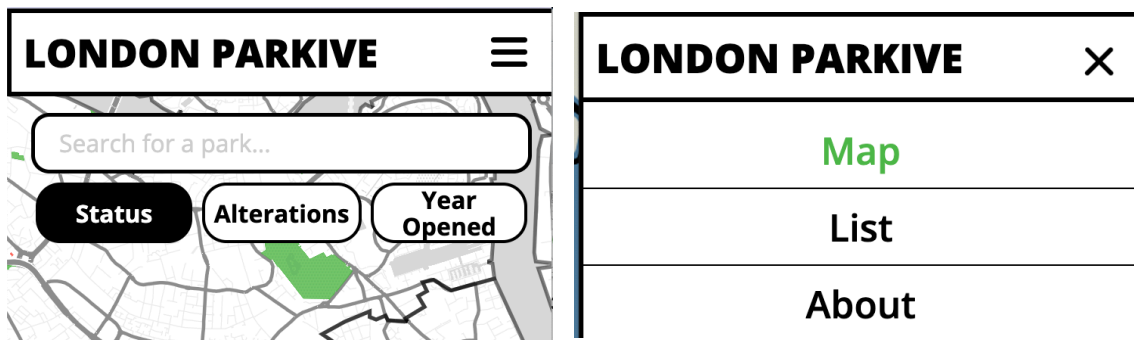 LONDON PARKIVE
Search for a park...
Status
Alterations
Year
Opened
LONDON PARKIVE
Map
List
About